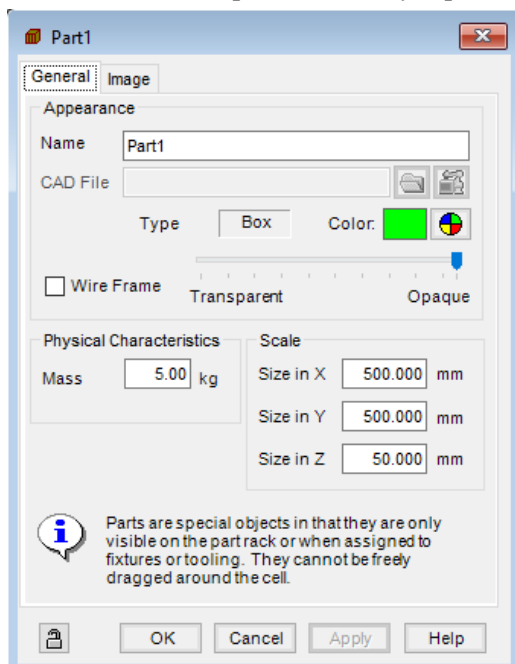 Part1
General Image
Appearance
Name Part1
CAD File
Type Box Color:
Wire Frame
Transparent Opaque
Physical Characteristics
Mass 5.00 kg
Scale
Size in X 500.000 mm
Size in Y 500.000 mm
Size in Z 50.000 mm
Parts are special objects in that they are only
visible on the part rack or when assigned to
fixtures or tooling. They cannot be freely
dragged around the cell.
OK Cancel Apply Help